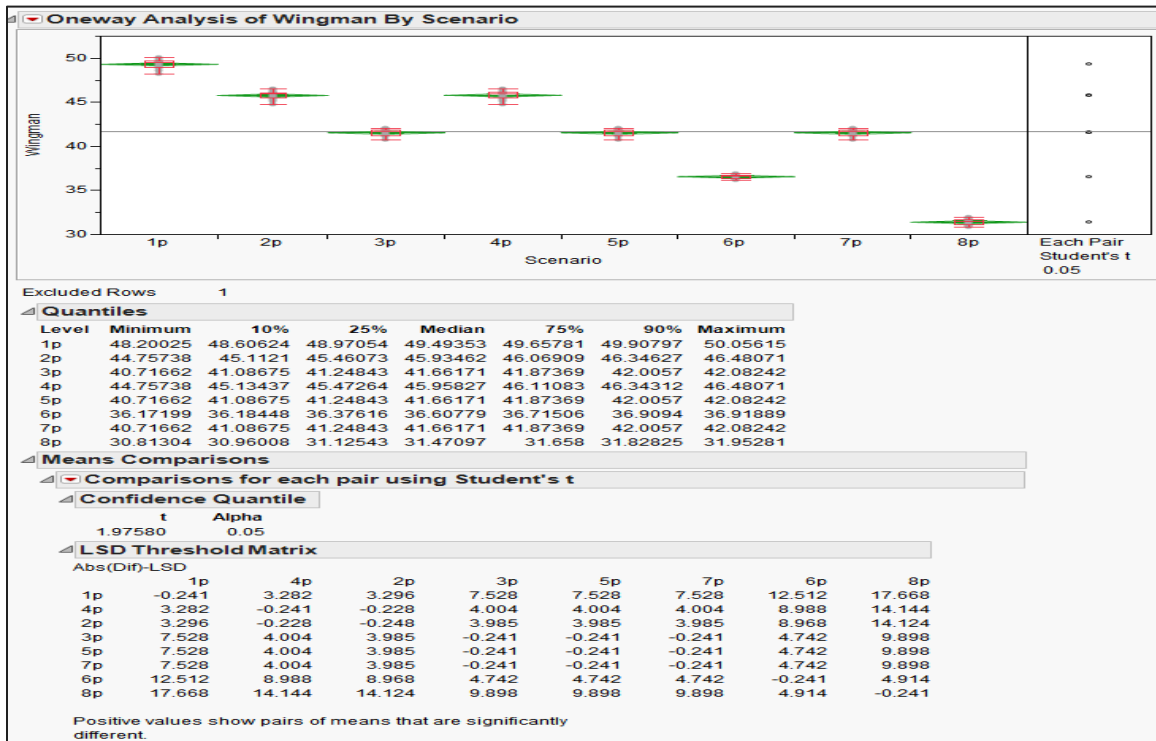 Oneway Analysis of Wingman By Scenario
50
45
40
35
30
Wingman
1p 2p 3p 4p 5p 6p 7p 8p
Scenario
Each Pair
Student's t
0.05
Excluded Rows 1
Quantiles
Level Minimum 10% 25% Median 75% 90% Maximum
1p 48.20025 48.60624 48.97054 49.49353 49.65781 49.90797 50.05615
2p 44.75738 45.1121 45.46073 45.93462 46.06909 46.34627 46.48071
3p 40.71662 41.08675 41.24843 41.66171 41.87369 42.0057 42.08242
4p 44.75738 45.13437 45.47264 45.95827 46.11083 46.34312 46.48071
5p 40.71662 41.08675 41.24843 41.66171 41.87369 42.0057 42.08242
6p 36.17199 36.18448 36.37616 36.60779 36.71506 36.9094 36.91889
7p 40.71662 41.08675 41.24843 41.66171 41.87369 42.0057 42.08242
8p 30.81304 30.96008 31.12543 31.47097 31.658 31.82825 31.95281
Means Comparisons
Comparisons for each pair using Student's t
Confidence Quantile
t Alpha
1.97580 0.05
LSD Threshold Matrix
Abs(Dif)-LSD
1p 4p 2p 3p 5p 7p 6p 8p
1p -0.241 3.282 3.296 7.528 7.528 7.528 12.512 17.668
4p 3.282 -0.241 -0.228 4.004 4.004 4.004 8.988 14.144
2p 3.296 -0.228 -0.248 3.985 3.985 3.985 8.968 14.124
3p 7.528 4.004 3.985 -0.241 -0.241 -0.241 4.742 9.898
5p 7.528 4.004 3.985 -0.241 -0.241 -0.241 4.742 9.898
7p 7.528 4.004 3.985 -0.241 -0.241 -0.241 4.742 9.898
6p 12.512 8.988 8.968 4.742 4.742 4.742 -0.241 4.914
8p 17.668 14.144 14.124 9.898 9.898 9.898 4.914 -0.241
Positive values show pairs of means that are significantly
different.